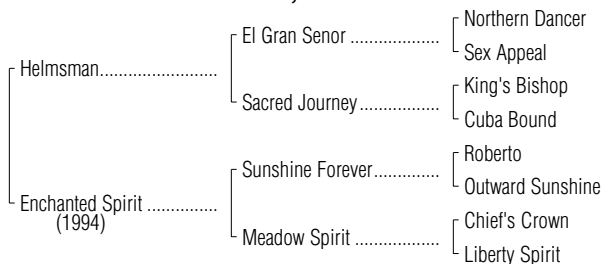 Northern Dancer
El Gran Senor
Sex Appeal
Helmsman
King's Bishop
Sacred Journey
Cuba Bound
Roberto
Sunshine Forever
Outward Sunshine
Enchanted Spirit
(1994)
Chief's Crown
Meadow Spirit
Liberty Spirit